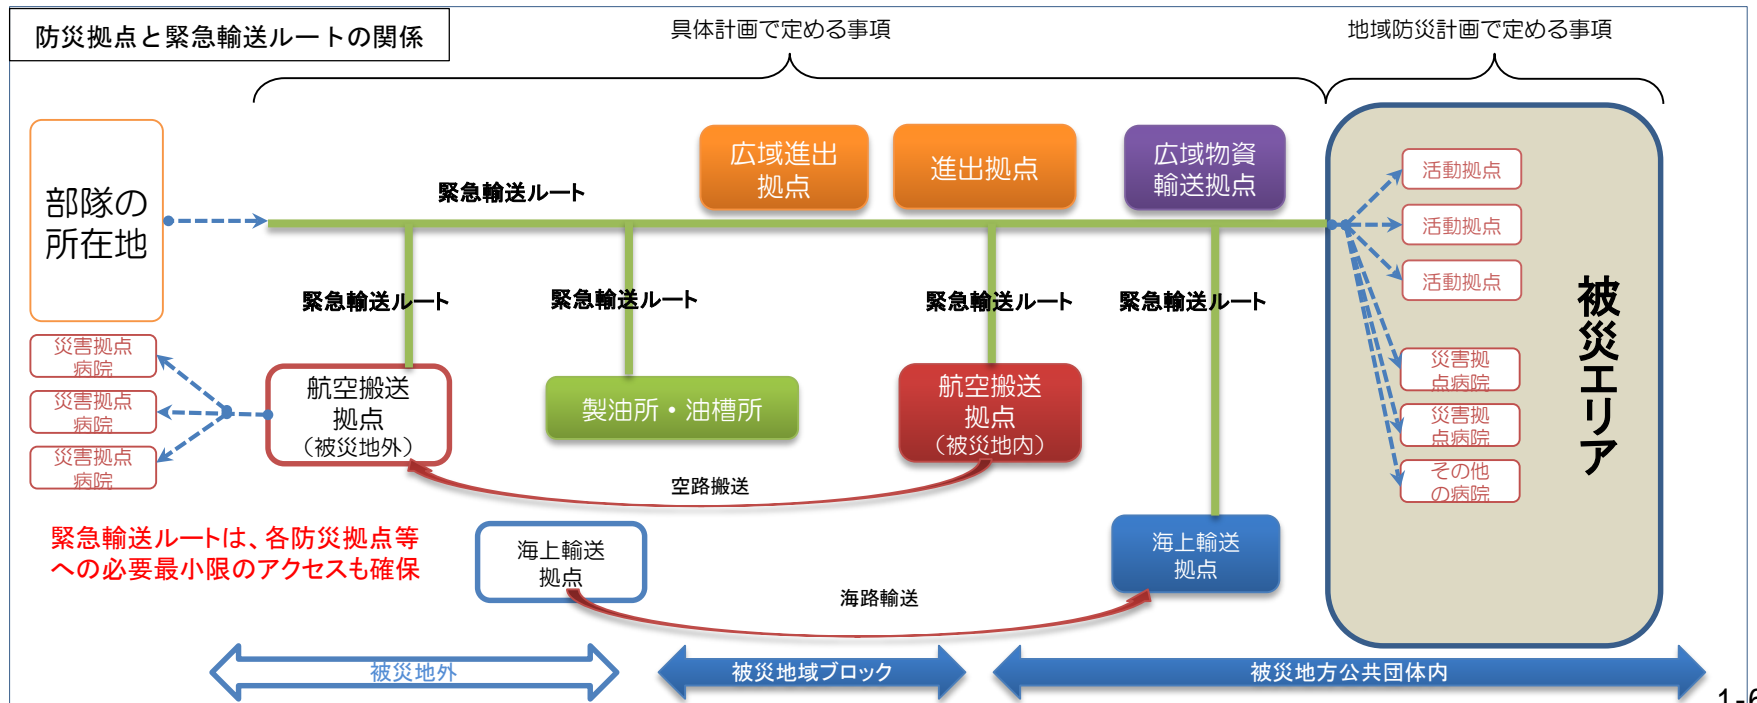 防災拠点と緊急輸送ルートの関係
具体計画で定める事項
地域防災計画で定める事項
部隊の
所在地
緊急輸送ルート
広域進出
拠点
進出拠点
広域物資
輸送拠点
活動拠点
活動拠点
活動拠点
被災エリア
緊急輸送ルート
緊急輸送ルート
緊急輸送ルート
緊急輸送ルート
災害拠点
病院
災害拠点
病院
災害拠点
病院
航空搬送
拠点
（被災地外）
製油所・油槽所
航空搬送
拠点
（被災地内）
災害拠
点病院
災害拠
点病院
その他
の病院
空路搬送
緊急輸送ルートは、各防災拠点等
への必要最小限のアクセスも確保
海上輸送
拠点
海上輸送
拠点
海路輸送
被災地外
被災地域ブロック
被災地方公共団体内
1-6